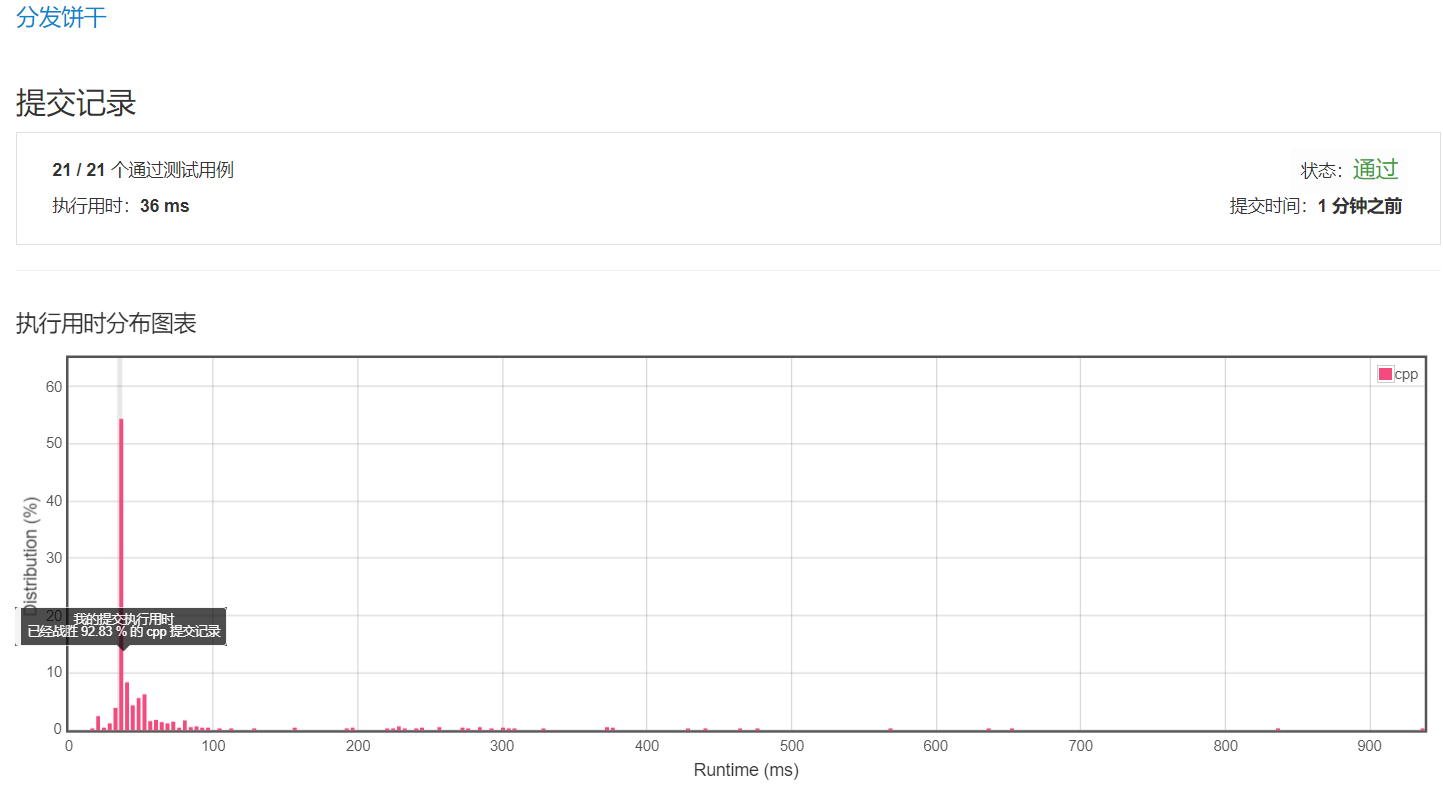 分发饼干
提交记录
21 / 21 个通过测试用例
状态：通过
执行用时：36 ms
提交时间：1 分钟之前
执行用时分布图表
cpp
60
50
40
30
20
10
0
Distribution (%)
我的提交执行用时
已经战胜 92.83 % 的 cpp 提交记录
0 100 200 300 400 500 600 700 800 900
Runtime (ms)